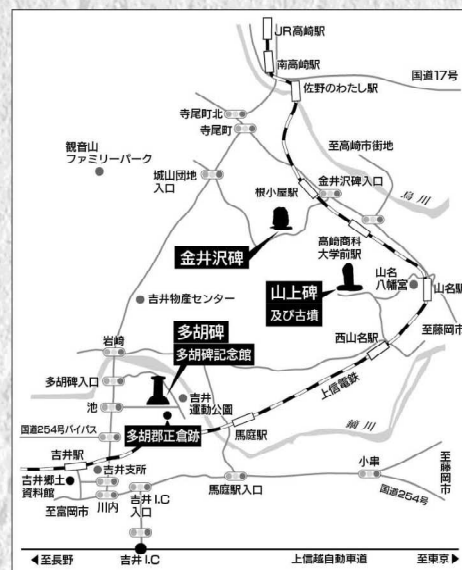 JR高崎駅
南高崎駅
佐野のわたし駅
国道17号
寺尾町北
寺尾町
至高崎市街地
観音山
ファミリーパーク
城山団地
入口
金井沢碑入口
根小屋駅
烏川
金井沢碑
高崎商科
大学前駅
山上碑
及び古墳
山名
八幡宮
山名駅
吉井物産センター
至藤岡市
西山名駅
岩崎
多胡碑
多胡碑記念館
多胡碑入口
吉井
運動公園
上信電鉄
池
鏑川
国道254号バイパス
多胡郡正倉跡
馬庭駅
吉井駅
吉井支所
吉井郷土
資料館
川内
吉井I.C
入口
馬庭駅入口
小串
至藤岡市
至富岡市
国道254号
◀至長野
吉井I.C
上信越自動車道
至東京▶